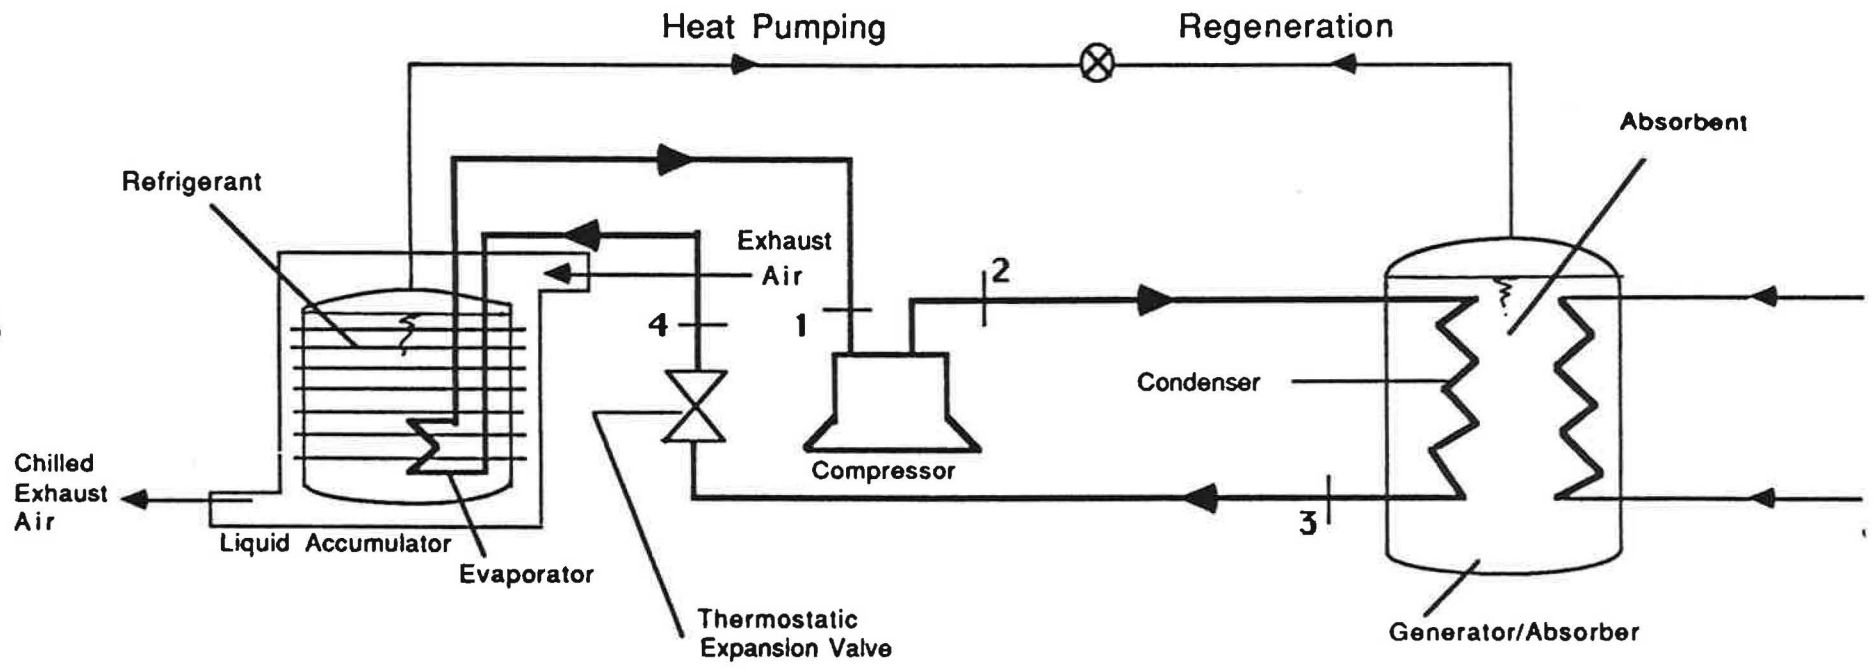 Heat Pumping
Regeneration
Absorbent
Refrigerant
Exhaust
Air
2
4
1
Condenser
Chilled
Exhaust
Air
Compressor
3
Liquid Accumulator
Evaporator
Thermostatic
Expansion Valve
Generator/Absorber